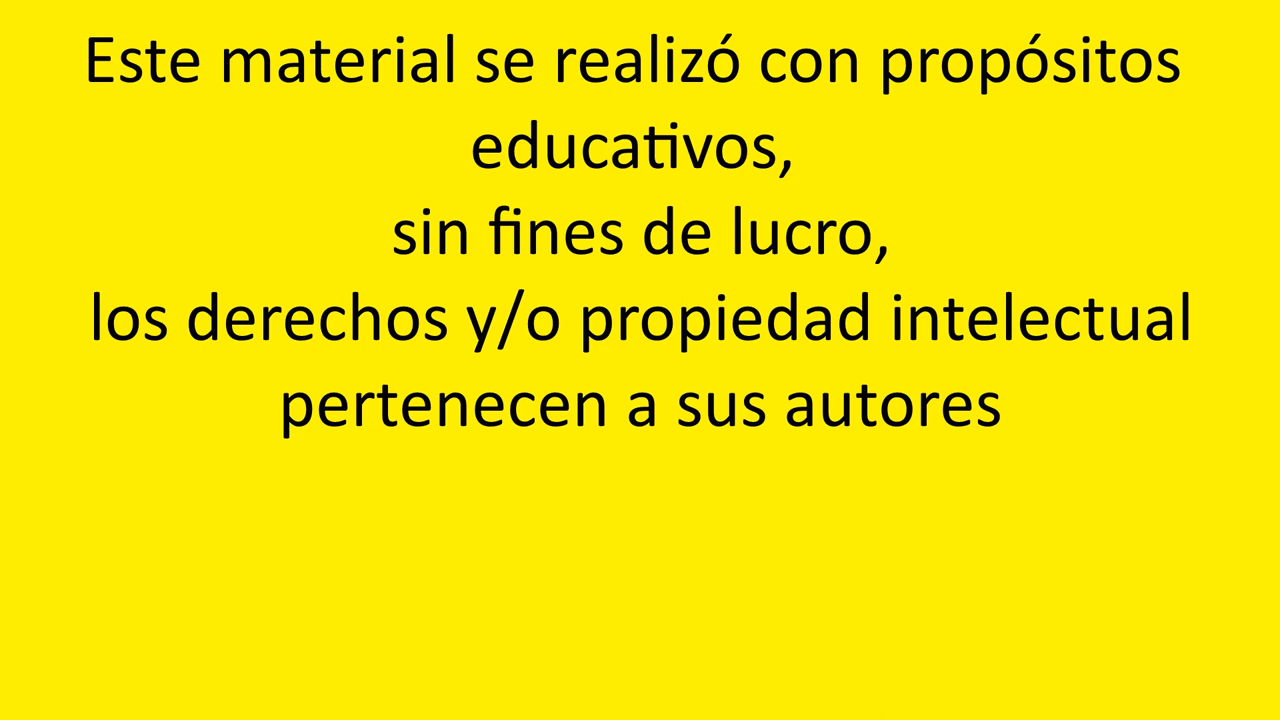 Este material se realizó con propósitos
educativos,
sin fines de lucro,
los derechos y/o propiedad intelectual
pertenecen a sus autores